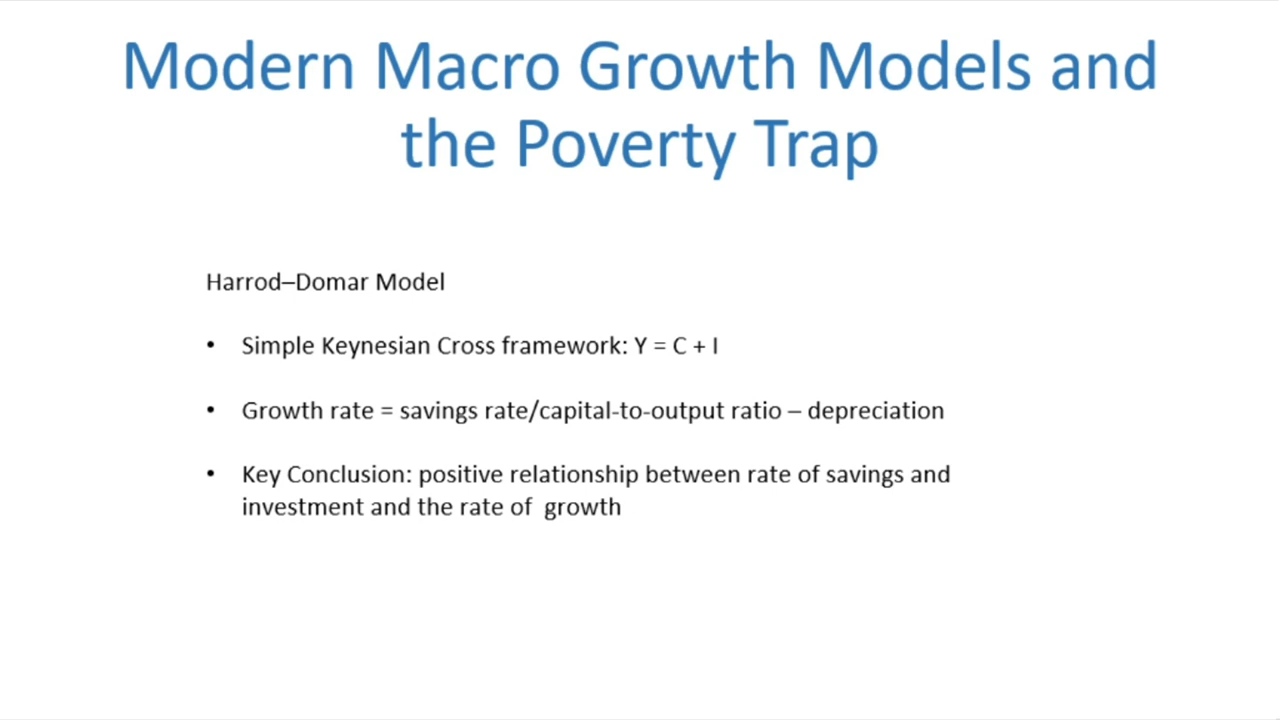 Modern Macro Growth Models and
the Poverty Trap
Harrod–Domar Model
• Simple Keynesian Cross framework: Y = C + I
• Growth rate = savings rate/capital-to-output ratio – depreciation
• Key Conclusion: positive relationship between rate of savings and
investment and the rate of  growth